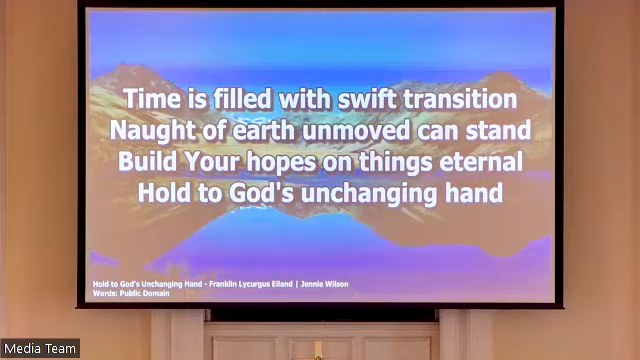 Time is filled with swift transition
Naught of earth unmoved can stand
Build Your hopes on things eternal
Hold to God's unchanging hand
Hold to God's Unchanging Hand - Franklin Lycurgus Eiland | Jennie Wilson
Words: Public Domain
Media Team